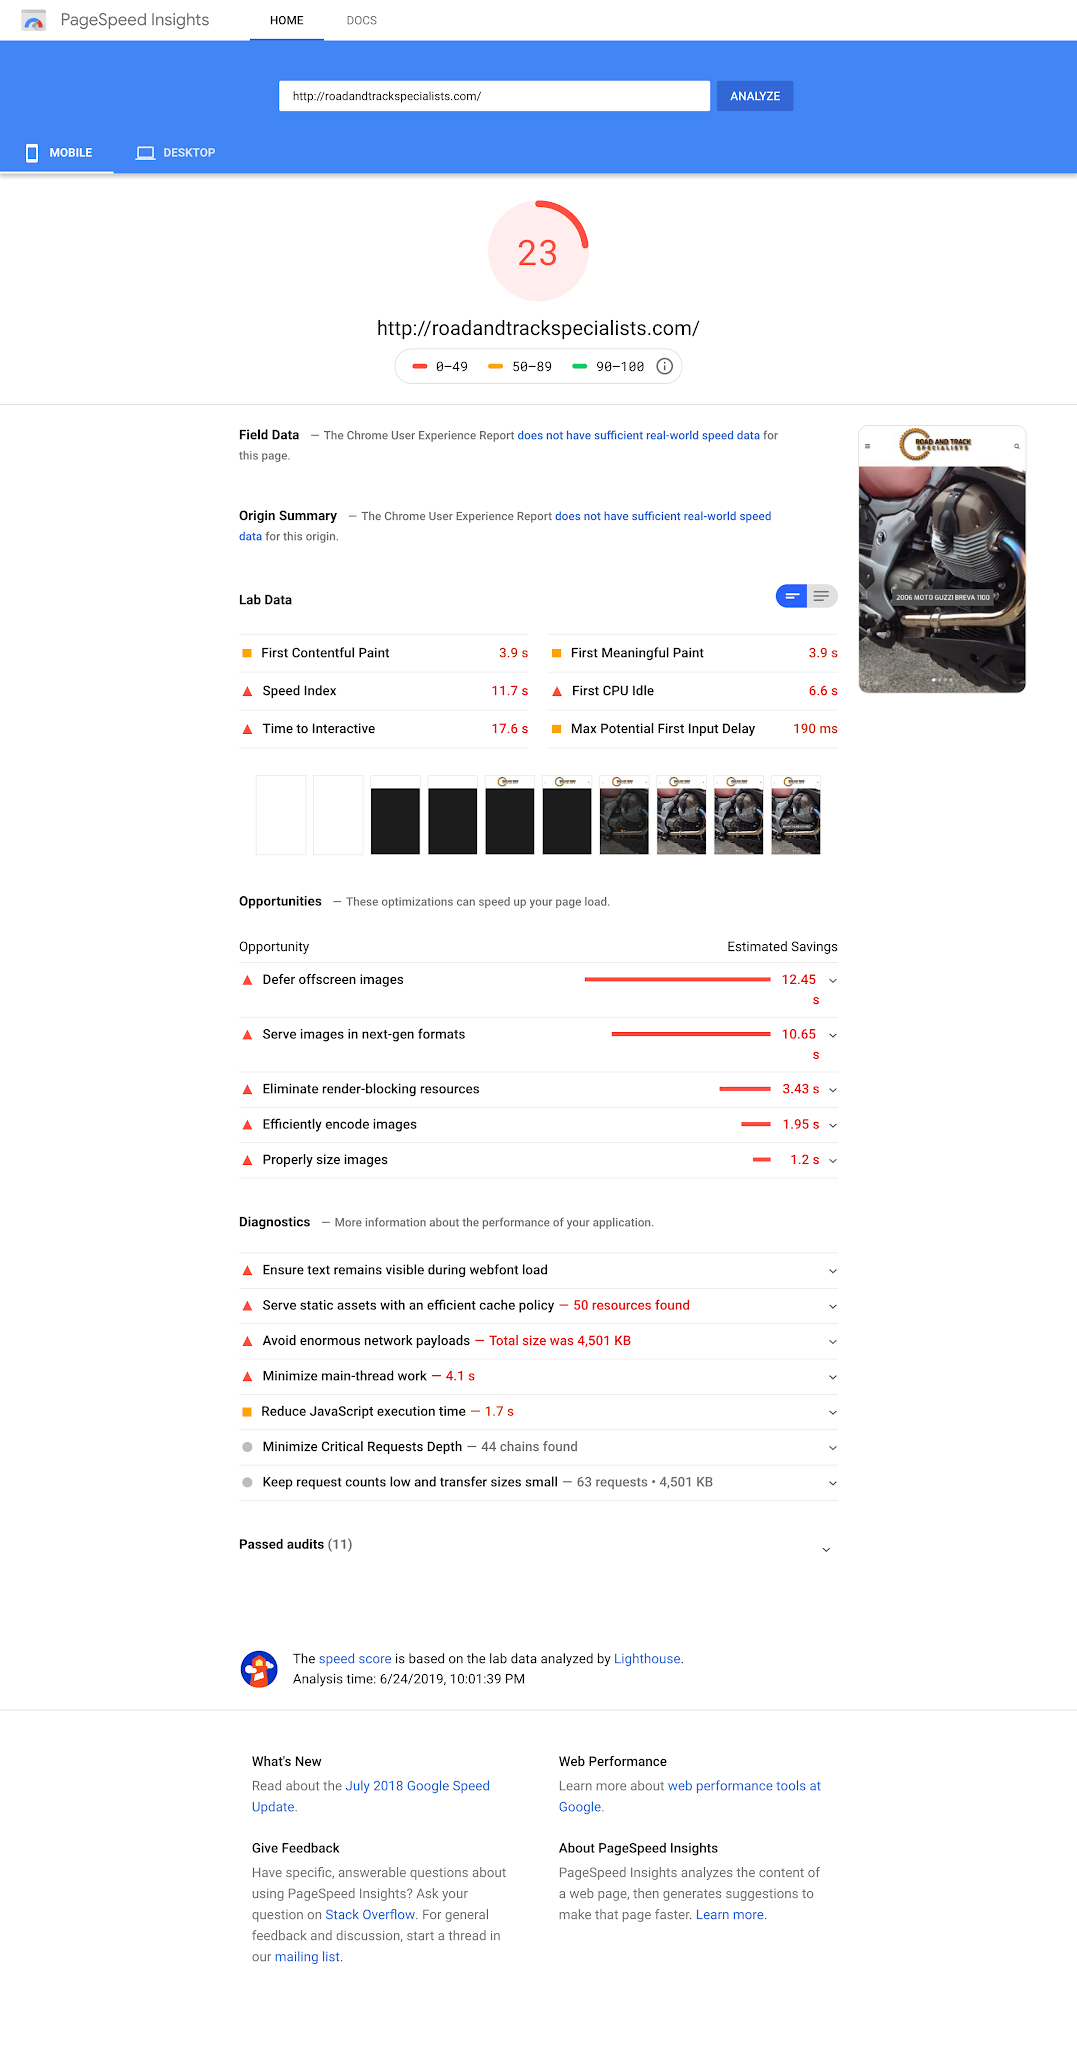 PageSpeed Insights
HOME
DOCS
http://roadandtrackspecialists.com/
ANALYZE
MOBILE
DESKTOP
23
http://roadandtrackspecialists.com/
0–49
50–89
90–100
Field Data — The Chrome User Experience Report does not have sufficient real-world speed data for
this page.
ROAD AND TRACK
SPECIALISTS
2006 MOTO GUZZI BREVA 1100
Origin Summary — The Chrome User Experience Report does not have sufficient real-world speed
data for this origin.
Lab Data
First Contentful Paint 3.9 s
First Meaningful Paint 3.9 s
Speed Index 11.7 s
First CPU Idle 6.6 s
Time to Interactive 17.6 s
Max Potential First Input Delay 190 ms
Opportunities — These optimizations can speed up your page load.
Opportunity Estimated Savings
Defer offscreen images 12.45
s
Serve images in next-gen formats 10.65
s
Eliminate render-blocking resources 3.43 s
Efficiently encode images 1.95 s
Properly size images 1.2 s
Diagnostics — More information about the performance of your application.
Ensure text remains visible during webfont load
Serve static assets with an efficient cache policy — 50 resources found
Avoid enormous network payloads — Total size was 4,501 KB
Minimize main-thread work — 4.1 s
Reduce JavaScript execution time — 1.7 s
Minimize Critical Requests Depth — 44 chains found
Keep request counts low and transfer sizes small — 63 requests • 4,501 KB
Passed audits (11)
The speed score is based on the lab data analyzed by Lighthouse.
Analysis time: 6/24/2019, 10:01:39 PM
What's New
Read about the July 2018 Google Speed
Update.
Web Performance
Learn more about web performance tools at
Google.
Give Feedback
Have specific, answerable questions about
using PageSpeed Insights? Ask your
question on Stack Overflow. For general
feedback and discussion, start a thread in
our mailing list.
About PageSpeed Insights
PageSpeed Insights analyzes the content of
a web page, then generates suggestions to
make that page faster. Learn more.